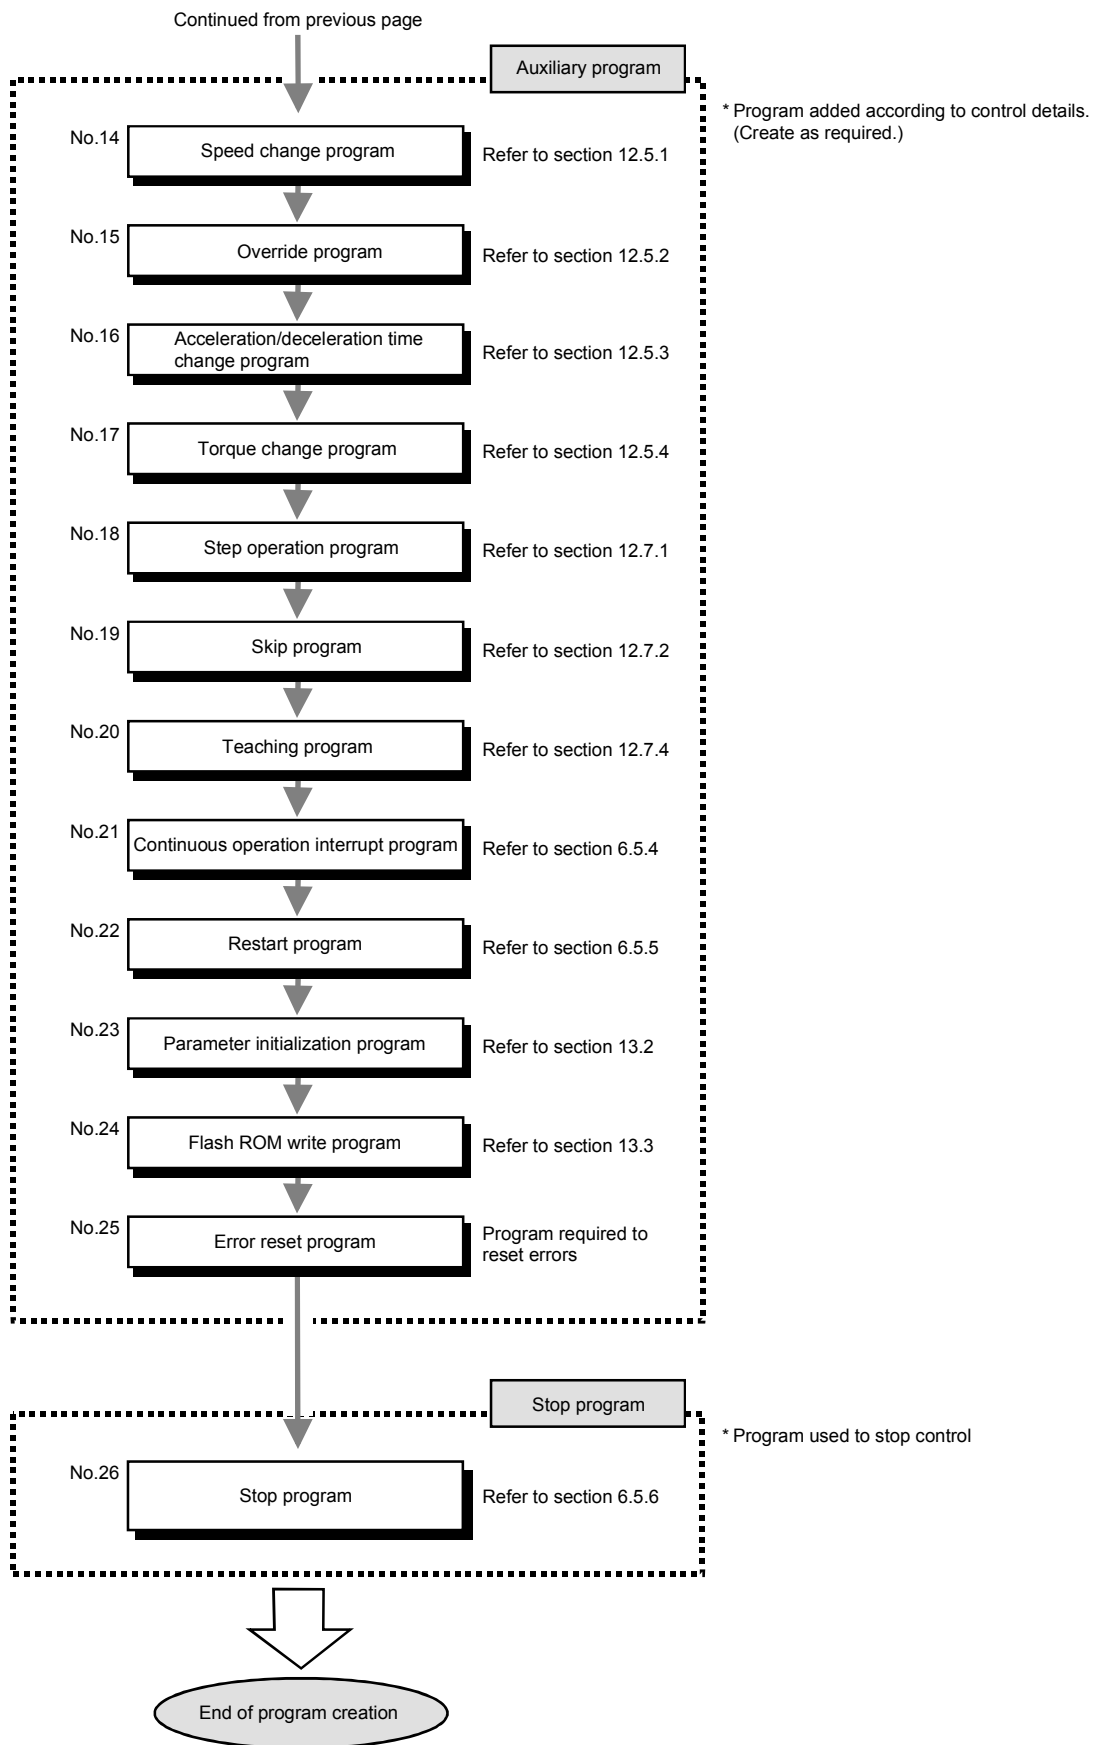 Continued from previous page
Auxiliary program
* Program added according to control details.
(Create as required.)
No.14
Speed change program
Refer to section 12.5.1
No.15
Override program
Refer to section 12.5.2
No.16
Acceleration/deceleration time
change program
Refer to section 12.5.3
No.17
Torque change program
Refer to section 12.5.4
No.18
Step operation program
Refer to section 12.7.1
No.19
Skip program
Refer to section 12.7.2
No.20
Teaching program
Refer to section 12.7.4
No.21
Continuous operation interrupt program
Refer to section 6.5.4
No.22
Restart program
Refer to section 6.5.5
No.23
Parameter initialization program
Refer to section 13.2
No.24
Flash ROM write program
Refer to section 13.3
No.25
Error reset program
Program required to
reset errors
Stop program
* Program used to stop control
No.26
Stop program
Refer to section 6.5.6
End of program creation